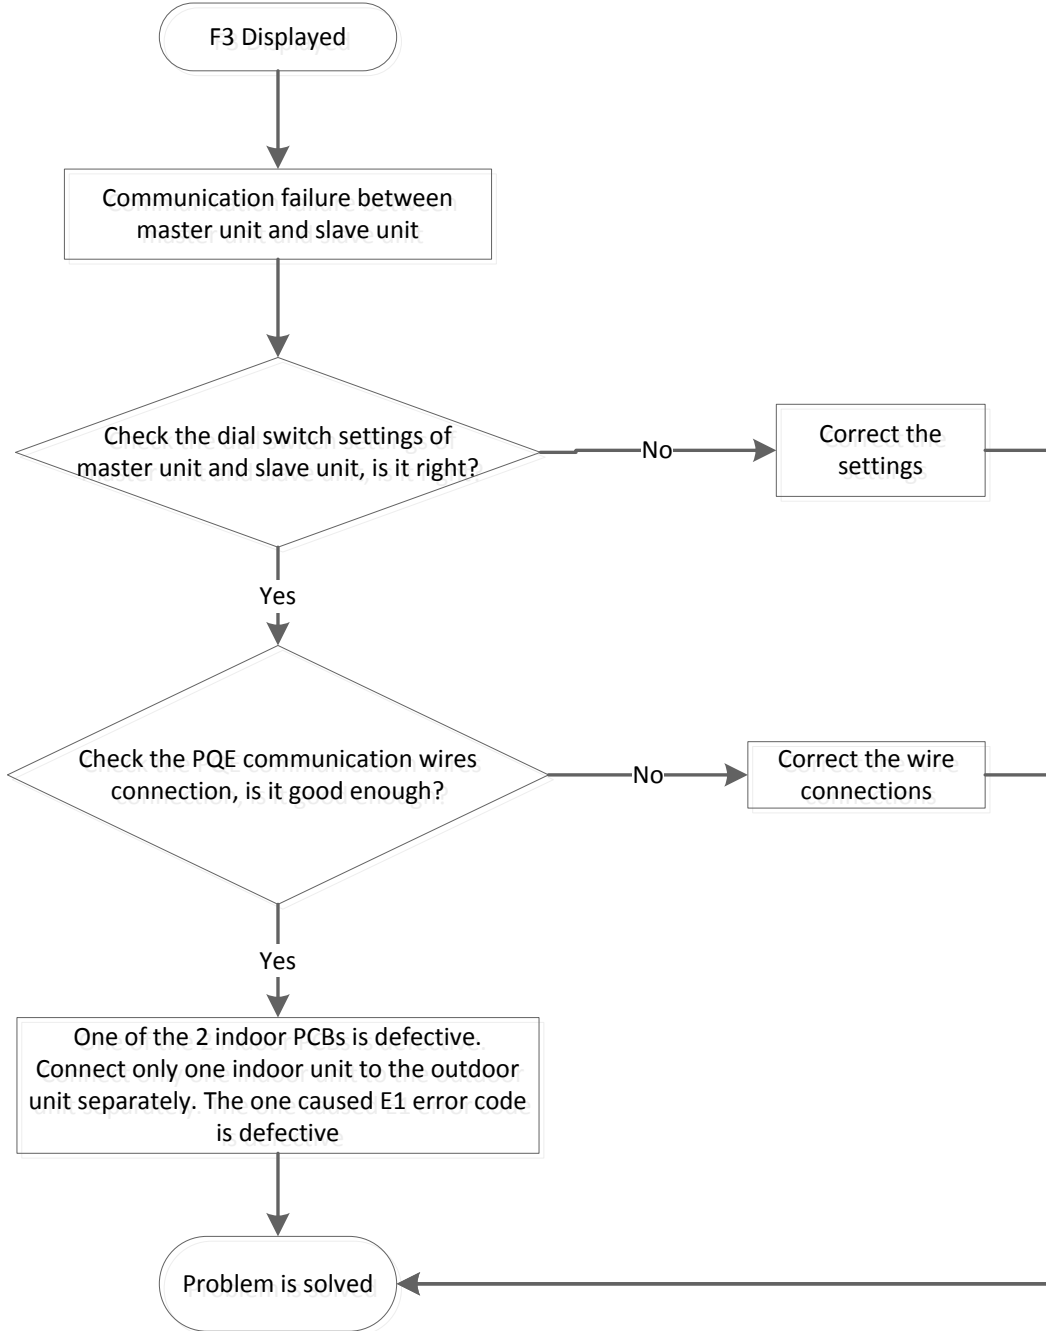 F3 Displayed
Communication failure between
master unit and slave unit
Check the dial switch settings of
master unit and slave unit, is it right?
No
Correct the
settings
Yes
Check the PQE communication wires
connection, is it good enough?
No
Correct the wire
connections
Yes
One of the 2 indoor PCBs is defective.
Connect only one indoor unit to the outdoor
unit separately. The one caused E1 error code
is defective
Problem is solved